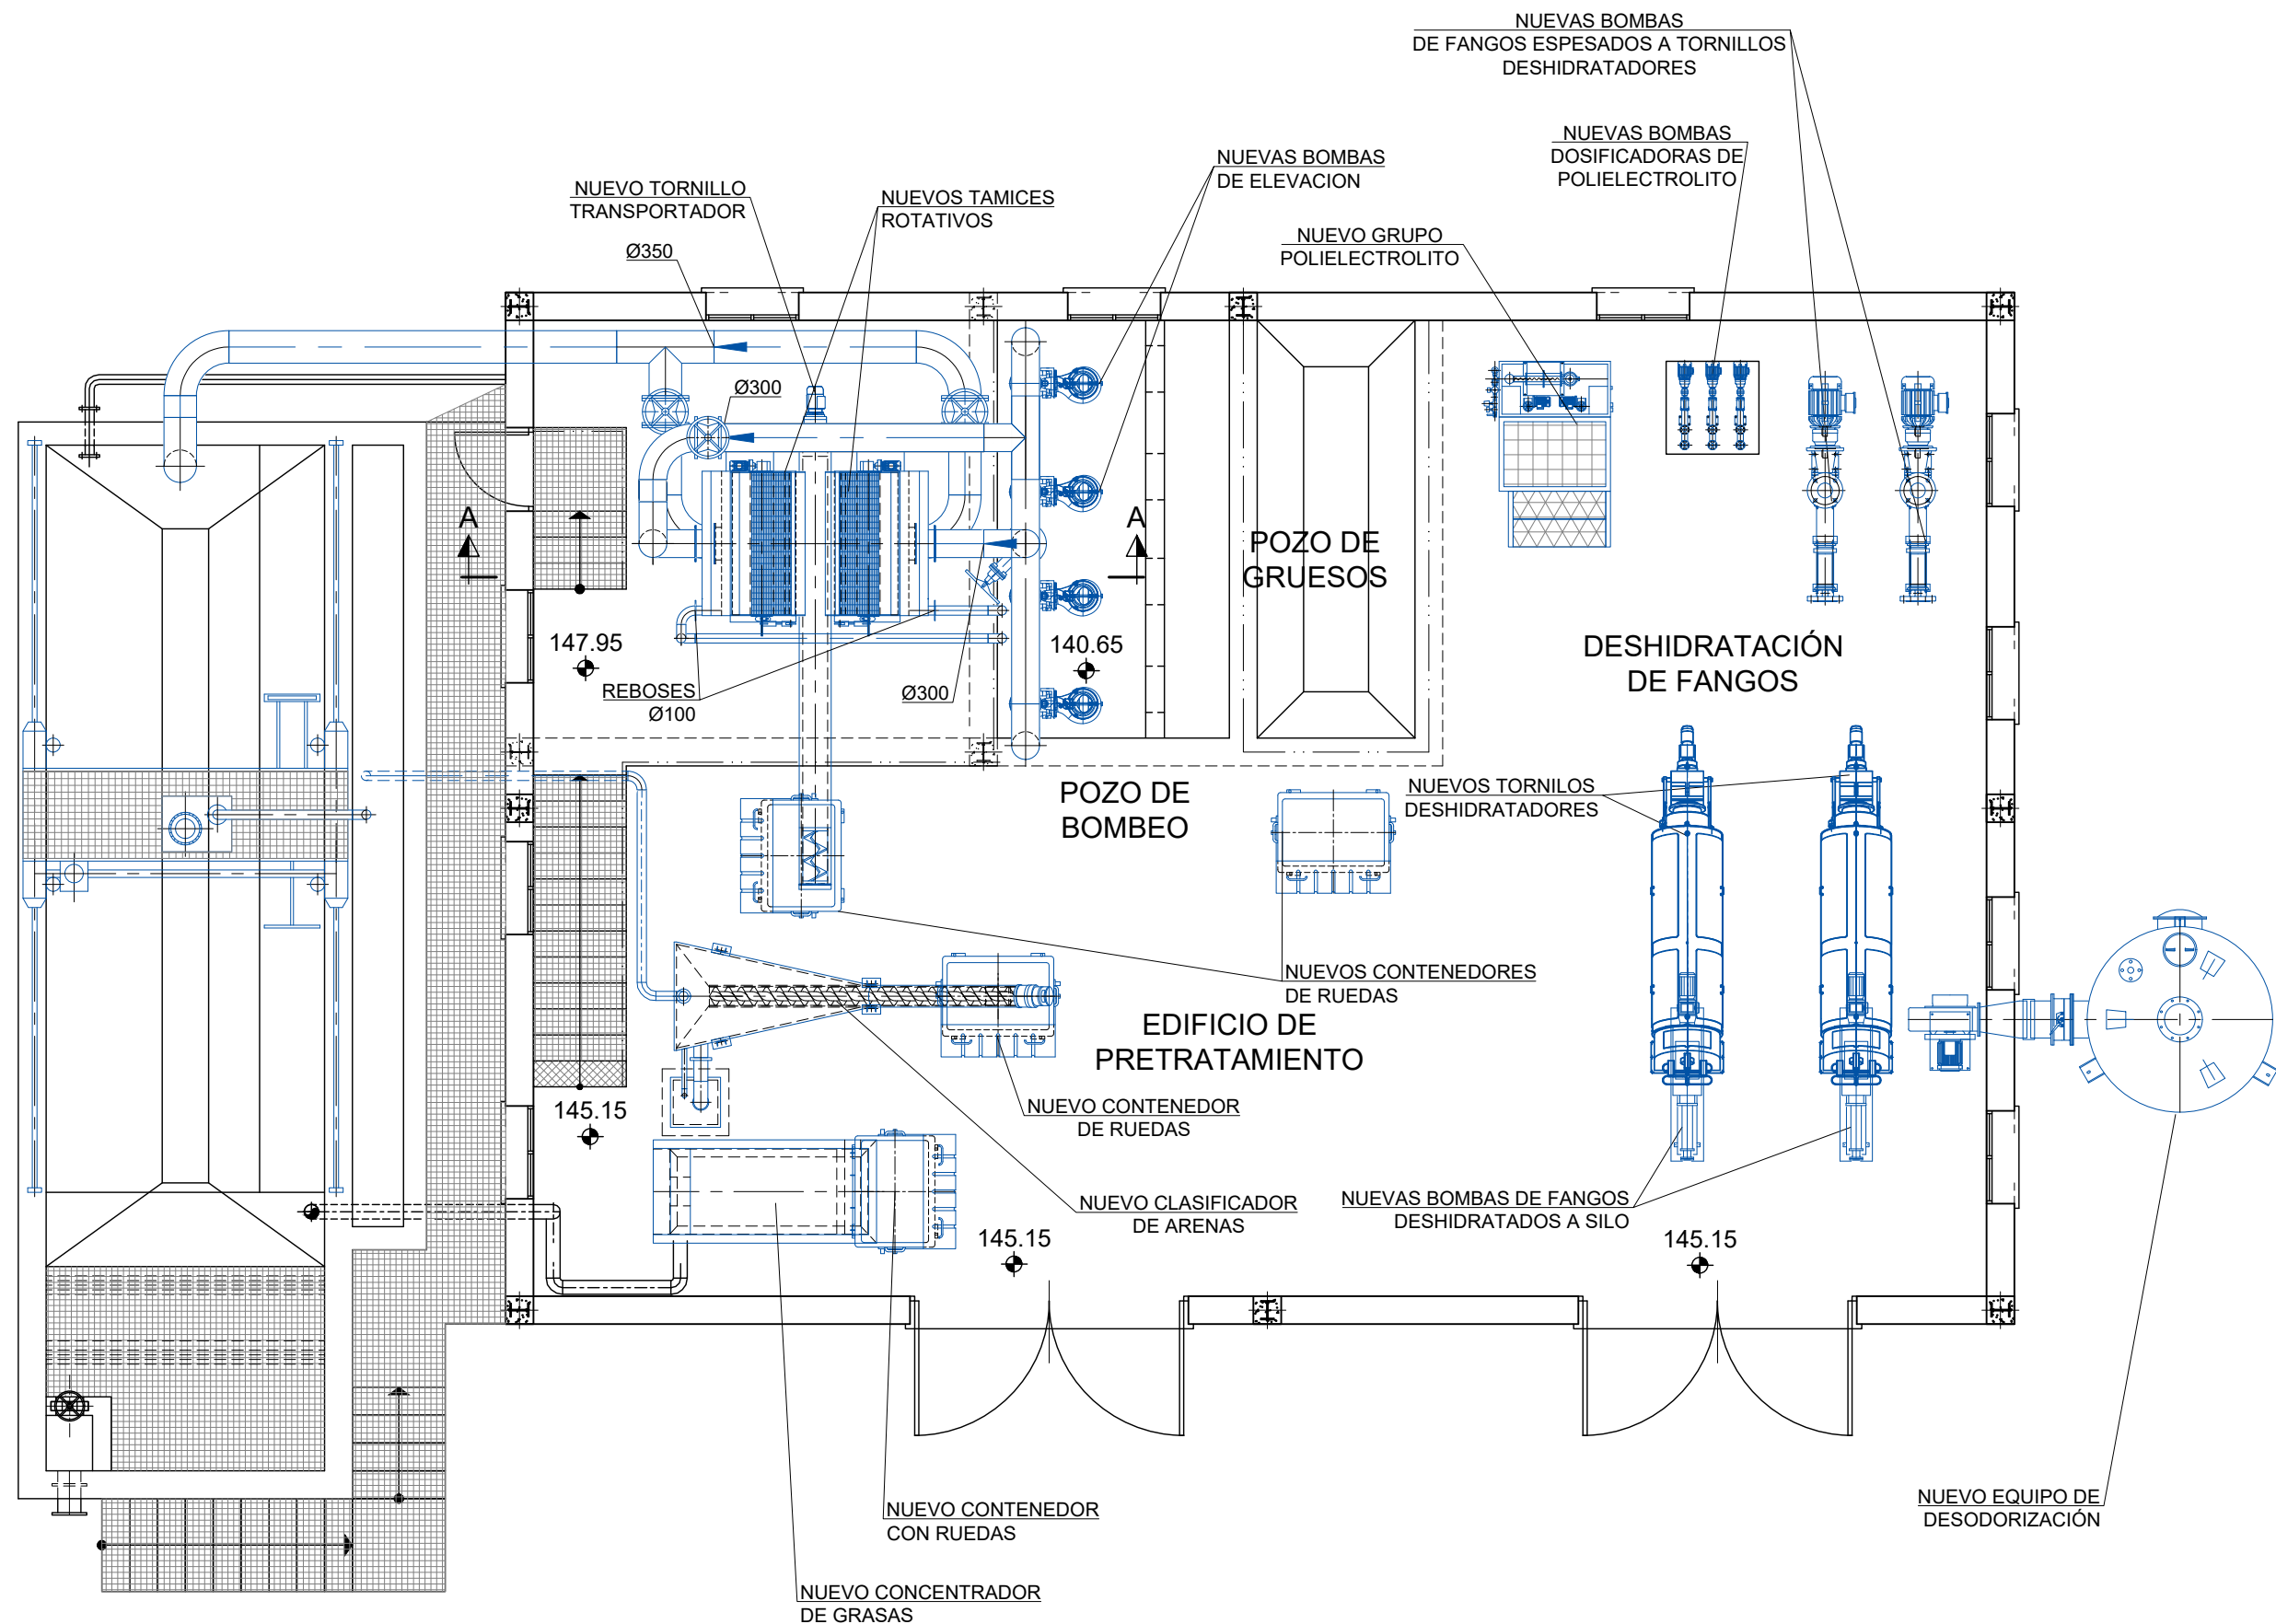 NUEVAS BOMBAS
DE FANGOS ESPESADOS A TORNILLOS
DESHIDRATADORES
NUEVAS BOMBAS
DOSIFICADORAS DE
POLIELECTROLITO
NUEVAS BOMBAS
DE ELEVACION
NUEVO TORNILLO
TRANSPORTADOR
NUEVOS TAMICES
ROTATIVOS
NUEVO GRUPO
POLIELECTROLITO
Ø350
Ø300
A
A
POZO DE
GRUESOS
147.95
140.65
DESHIDRATACIÓN
DE FANGOS
REBOSES
Ø100
Ø300
POZO DE
BOMBEO
NUEVOS TORNILOS
DESHIDRATADORES
NUEVOS CONTENEDORES
DE RUEDAS
EDIFICIO DE
PRETRATAMIENTO
145.15
NUEVO CONTENEDOR
DE RUEDAS
NUEVO CLASIFICADOR
DE ARENAS
NUEVAS BOMBAS DE FANGOS
DESHIDRATADOS A SILO
145.15
145.15
NUEVO CONTENEDOR
CON RUEDAS
NUEVO EQUIPO DE
DESODORIZACIÓN
NUEVO CONCENTRADOR
DE GRASAS